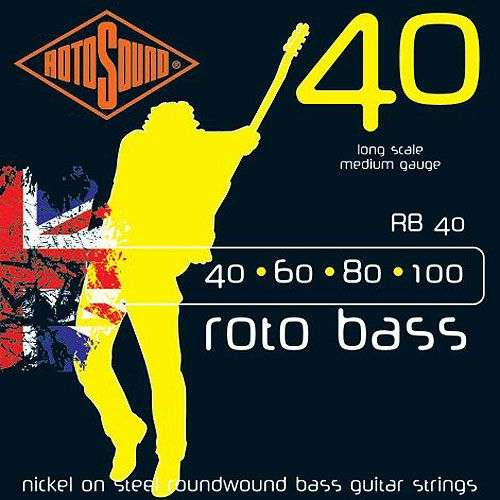 ROTOSOUND®
40
long scale
medium gauge
RB 40
40 • 60 • 80 • 100
roto bass
nickel on steel roundwound bass guitar strings